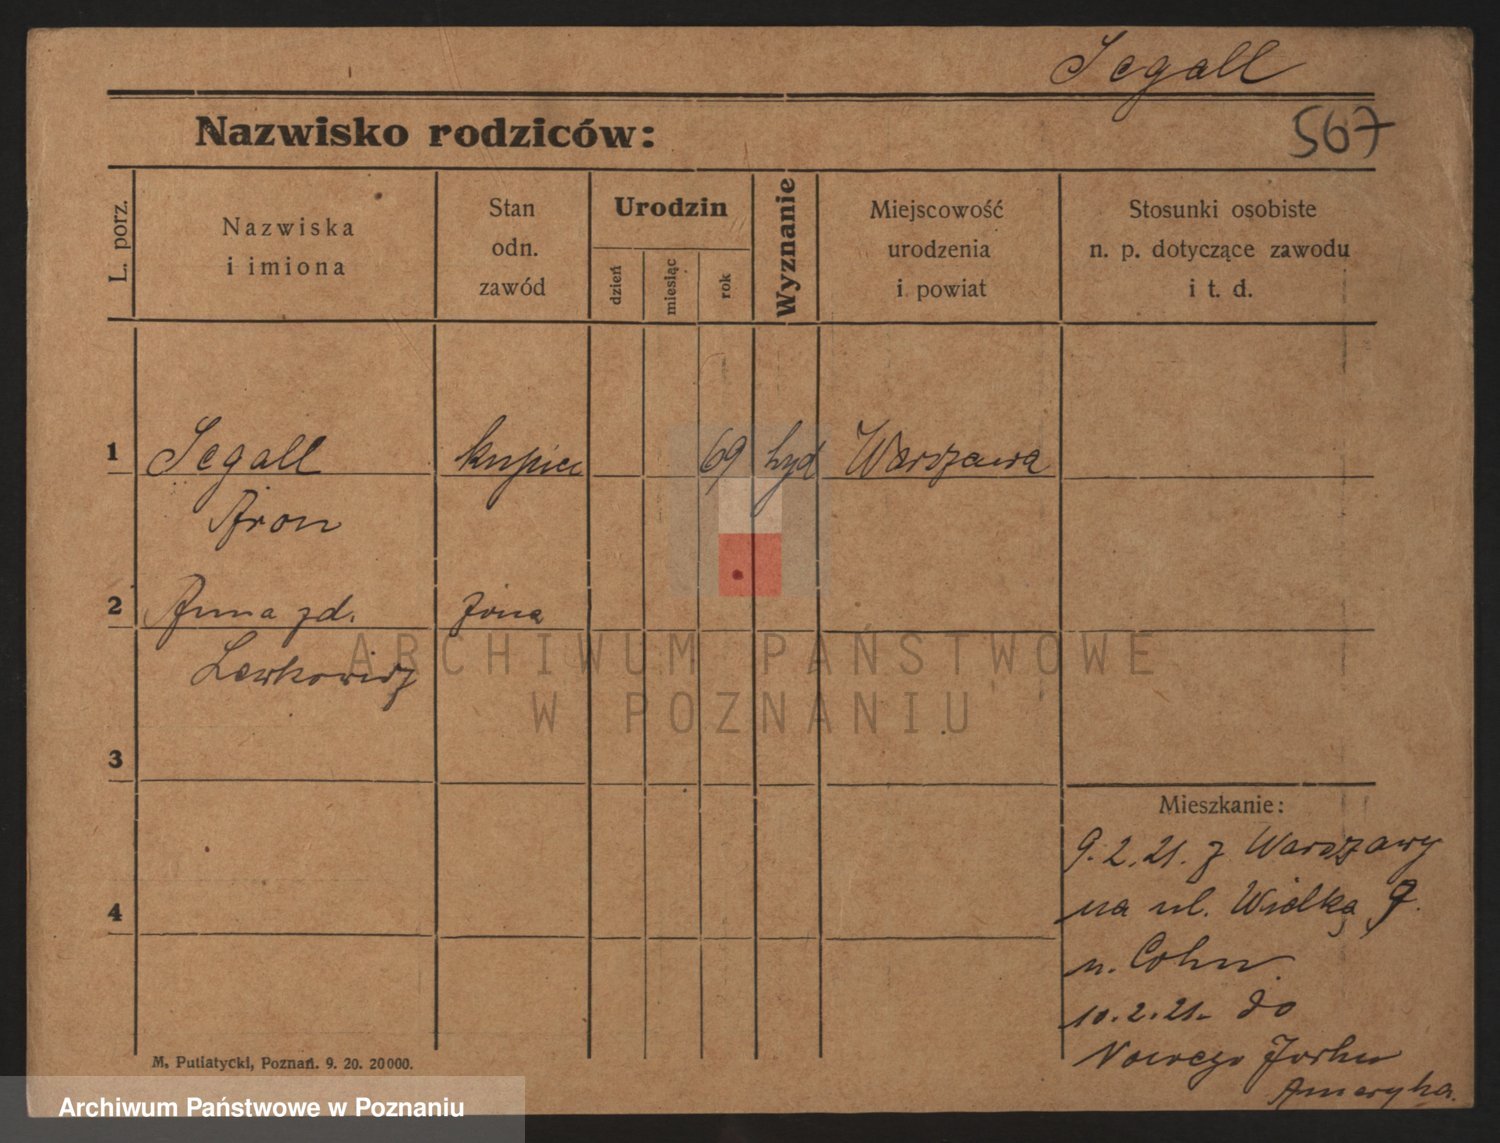 Segall
567
Nazwisko rodziców:
L. porz.
Nazwiska
i imiona
Stan
odn.
zawód
Urodzin
dzień
miesiąc
rok
Wyznanie
Miejscowość
urodzenia
i powiat
Stosunki osobiste
n. p. dotyczące zawodu
i t. d.
1 Segall kupiec 69 żyd Warszawa
Aron
2 Anna zd. żona
Lewkowicz
ARCHIWUM PAŃSTWOWE
W POZNANIU
3
Mieszkanie:
9.2.21. z Warszawy
na ul. Wielką 9.
u. Cohn
4
10.2.21. do
Nowego Jorku
Ameryka.
M. Putiatycki, Poznań. 9. 20. 20000.
Archiwum Państwowe w Poznaniu